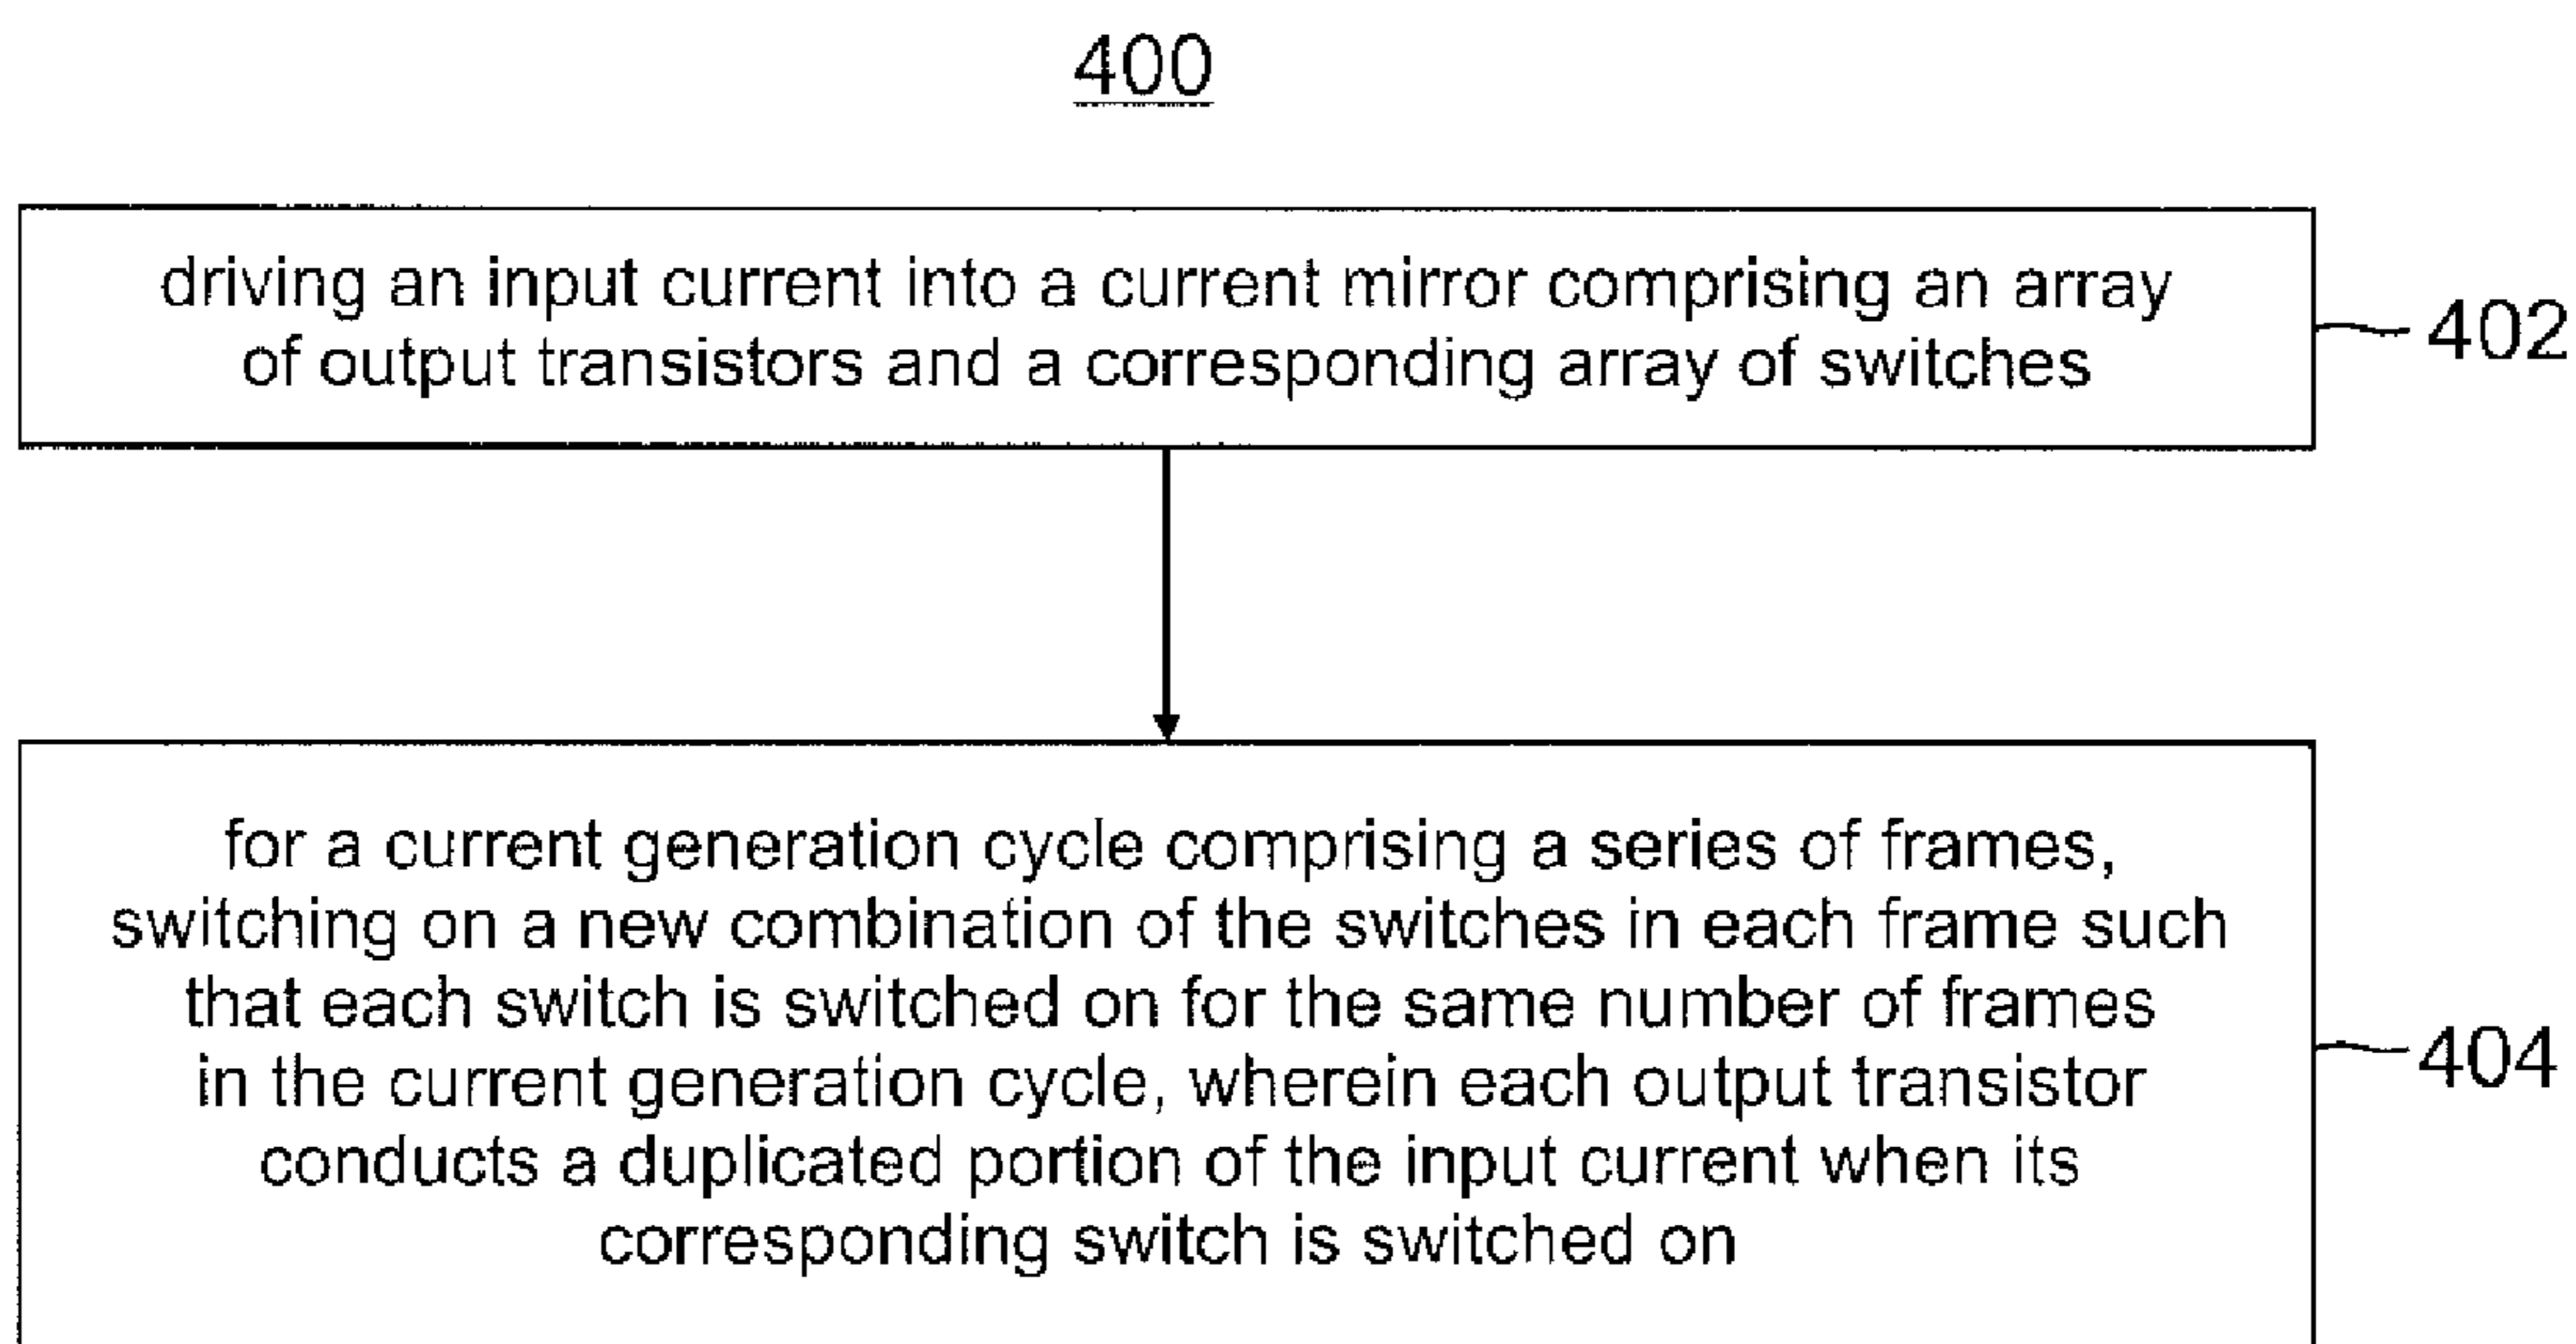 400
driving an input current into a current mirror comprising an array
of output transistors and a corresponding array of switches
402
for a current generation cycle comprising a series of frames,
switching on a new combination of the switches in each frame such
that each switch is switched on for the same number of frames
in the current generation cycle, wherein each output transistor
conducts a duplicated portion of the input current when its
corresponding switch is switched on
404